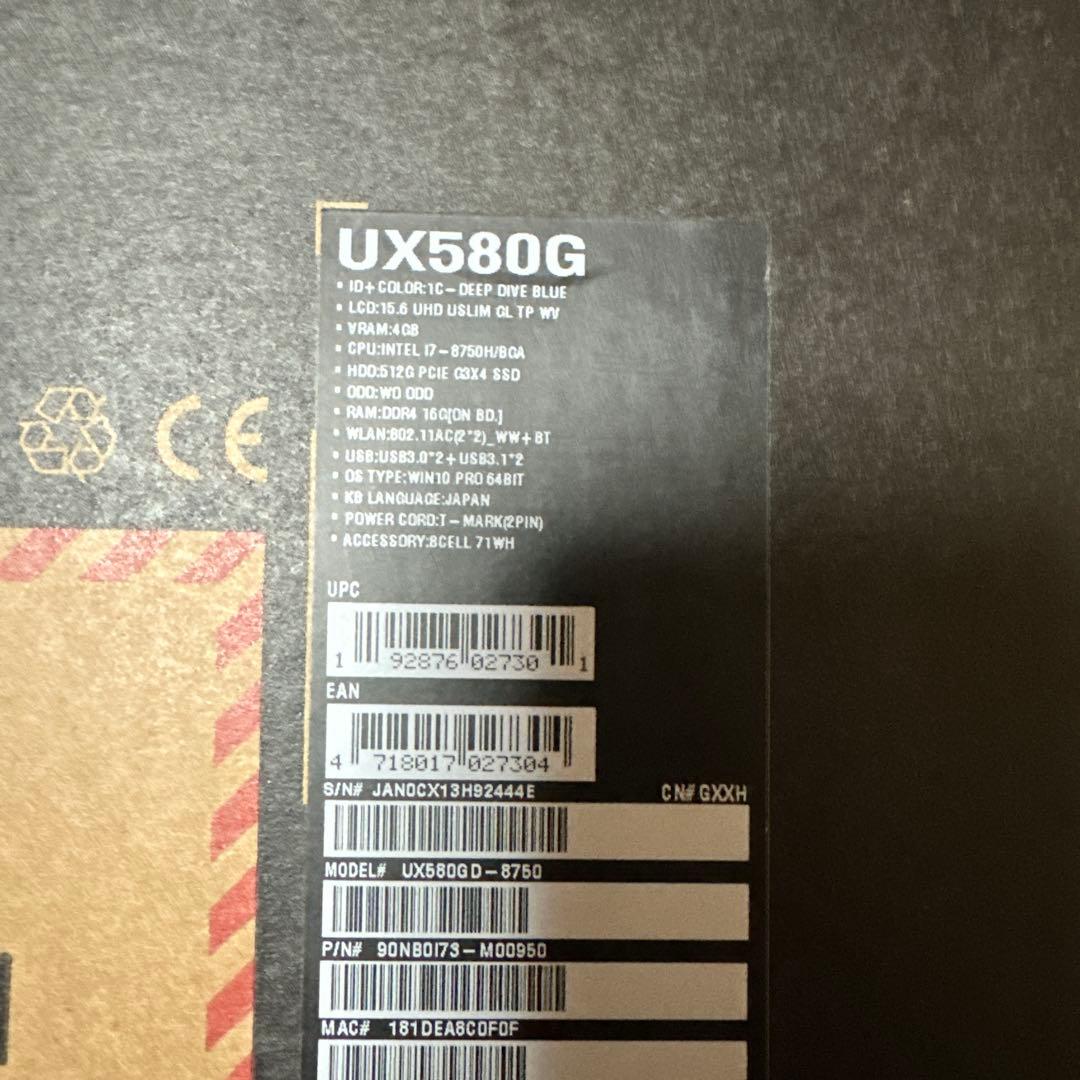 UX580G
• ID+COLOR:1C-DEEP DIVE BLUE
• LCD:15.6 UHD USLIM GL TP WV
• VRAM:4GB
• CPU:INTEL I7-8750H/BGA
• HDD:512G PCIE G3X4 SSD
• ODD:WO ODD
• RAM:DDR4 16G[ON BD.]
• WLAN:802.11AC(2*2)_WW+BT
• USB:USB3.0*2+USB3.1*2
• OS TYPE:WIN10 PRO 64BIT
• KB LANGUAGE:JAPAN
• POWER CORD:T-MARK(2PIN)
• ACCESSORY:8CELL 71WH
CE
UPC
1 92876 02730 1
EAN
4 718017 027304
S/N# JAN0CX13H92444E CN# GXXH
MODEL# UX580GD-8750
P/N# 90NB0I73-M00950
MAC# 181DEA8C0F0F